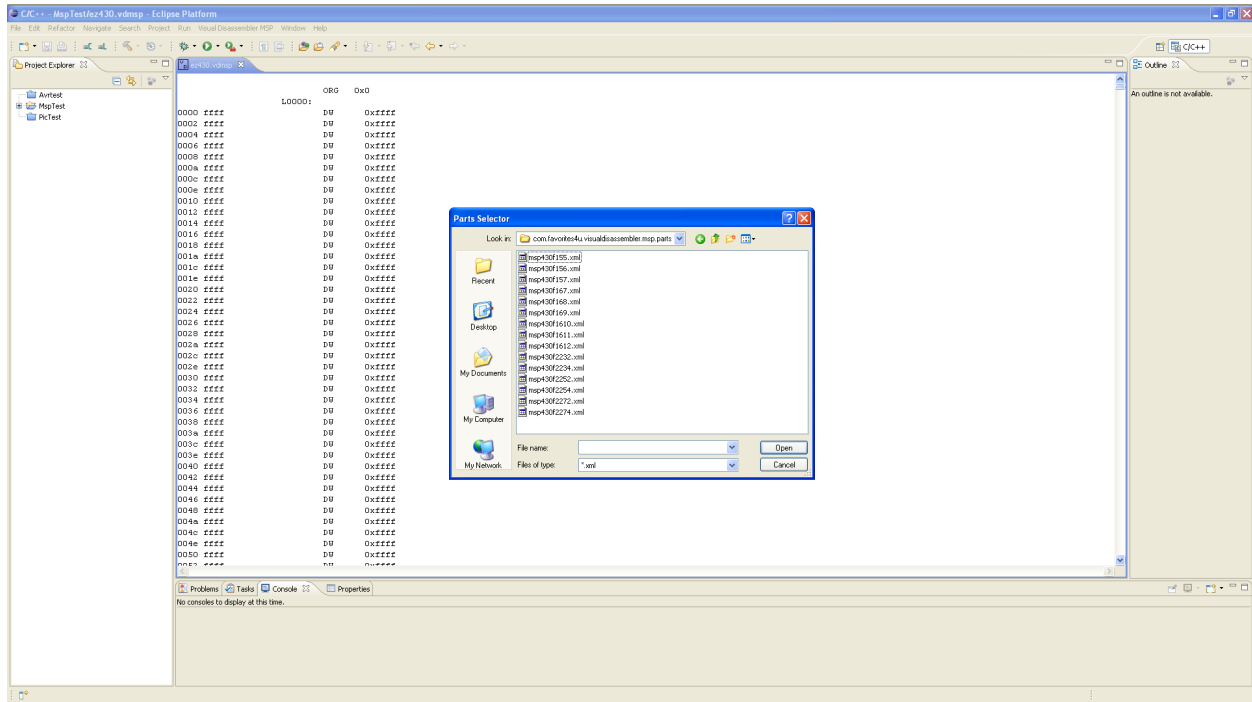 C/C++ - MspTest/ez430.vdmsp - Eclipse Platform
File Edit Refactor Navigate Search Project Run Visual Disassembler MSP Window Help
C/C++
Project Explorer
ez430.vdmsp
Outline
Avrtest
MspTest
PicTest
An outline is not available.
ORG 0x0
L0000:
0000 ffff DW 0xffff
0002 ffff DW 0xffff
0004 ffff DW 0xffff
0006 ffff DW 0xffff
0008 ffff DW 0xffff
000a ffff DW 0xffff
000c ffff DW 0xffff
000e ffff DW 0xffff
0010 ffff DW 0xffff
0012 ffff DW 0xffff
0014 ffff DW 0xffff
0016 ffff DW 0xffff
0018 ffff DW 0xffff
001a ffff DW 0xffff
001c ffff DW 0xffff
001e ffff DW 0xffff
0020 ffff DW 0xffff
0022 ffff DW 0xffff
0024 ffff DW 0xffff
0026 ffff DW 0xffff
0028 ffff DW 0xffff
002a ffff DW 0xffff
002c ffff DW 0xffff
002e ffff DW 0xffff
0030 ffff DW 0xffff
0032 ffff DW 0xffff
0034 ffff DW 0xffff
0036 ffff DW 0xffff
0038 ffff DW 0xffff
003a ffff DW 0xffff
003c ffff DW 0xffff
003e ffff DW 0xffff
0040 ffff DW 0xffff
0042 ffff DW 0xffff
0044 ffff DW 0xffff
0046 ffff DW 0xffff
0048 ffff DW 0xffff
004a ffff DW 0xffff
004c ffff DW 0xffff
004e ffff DW 0xffff
0050 ffff DW 0xffff
Parts Selector
Look in: com.favorites4u.visualdisassembler.msp.parts
Recent
Desktop
My Documents
My Computer
My Network
msp430f155.xml
msp430f156.xml
msp430f157.xml
msp430f167.xml
msp430f168.xml
msp430f169.xml
msp430f1610.xml
msp430f1611.xml
msp430f1612.xml
msp430f2232.xml
msp430f2234.xml
msp430f2252.xml
msp430f2254.xml
msp430f2272.xml
msp430f2274.xml
File name: Open
Files of type: *.xml Cancel
Problems Tasks Console Properties
No consoles to display at this time.